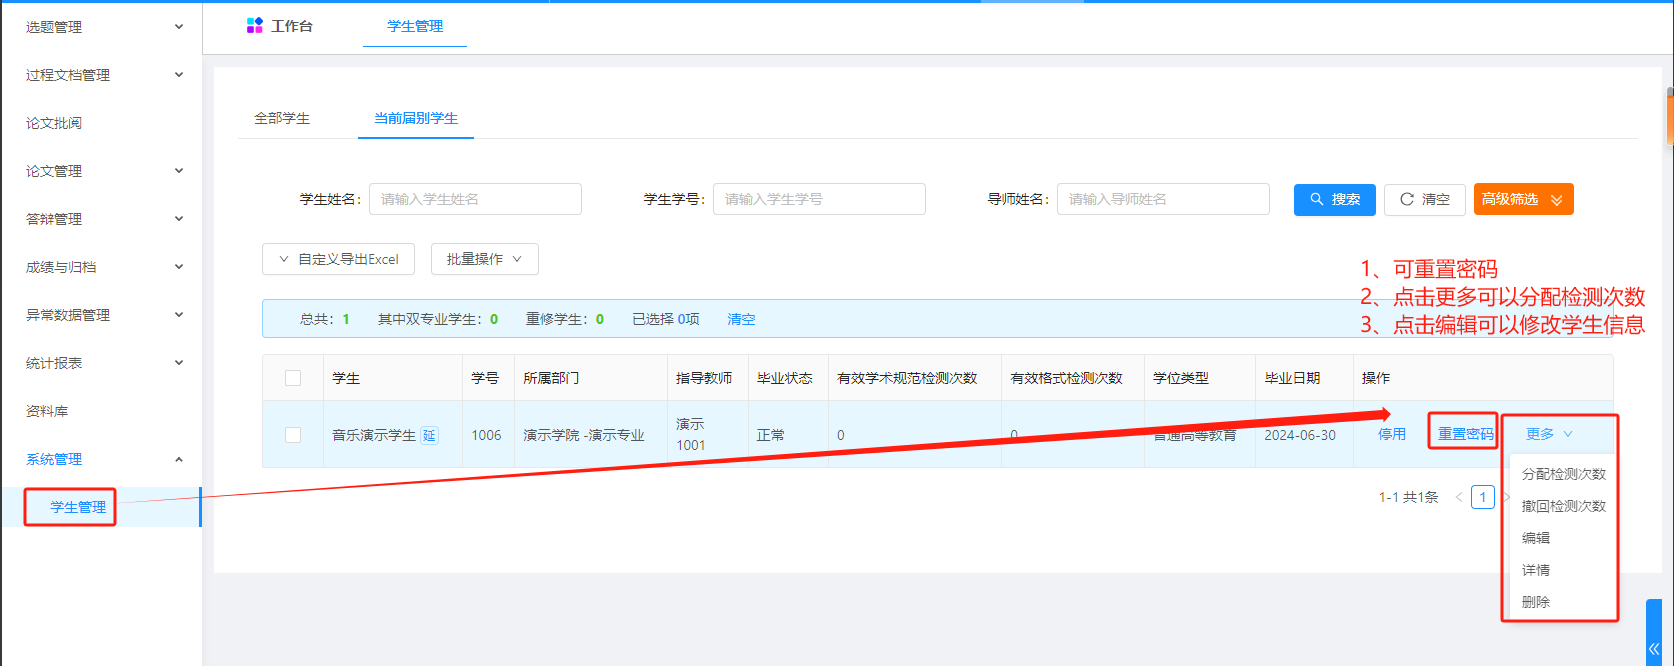 选题管理
过程文档管理
论文批阅
论文管理
答辩管理
成绩与归档
异常数据管理
统计报表
资料库
系统管理
学生管理
工作台 学生管理
全部学生 当前届别学生
学生姓名： 请输入学生姓名 学生学号： 请输入学生学号 导师姓名： 请输入导师姓名 搜索 清空 高级筛选
自定义导出Excel 批量操作
1、可重置密码
2、点击更多可以分配检测次数
3、点击编辑可以修改学生信息
总共：1 其中双专业学生：0 重修学生：0 已选择 0项 清空
学生 学号 所属部门 指导教师 毕业状态 有效学术规范检测次数 有效格式检测次数 学位类型 毕业日期 操作
音乐演示学生 延 1006 演示学院 -演示专业 演示 1001 正常 0 0 普通高等教育 2024-06-30 停用 重置密码 更多
分配检测次数
撤回检测次数
编辑
详情
删除
1-1 共1条 < 1 >